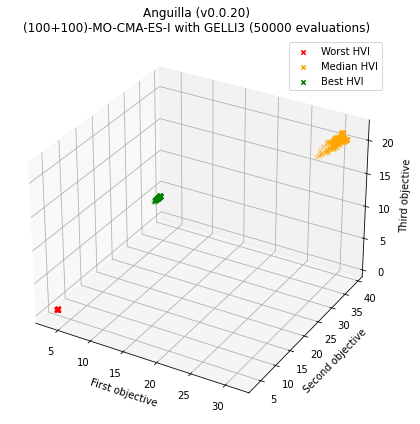 Anguilla (v0.0.20)
(100+100)-MO-CMA-ES-I with GELLI3 (50000 evaluations)
Worst HVI
Median HVI
Best HVI
20
15
10
5
0
Third objective
40
35
30
25
20
15
10
5
Second objective
5
10
15
20
25
30
First objective